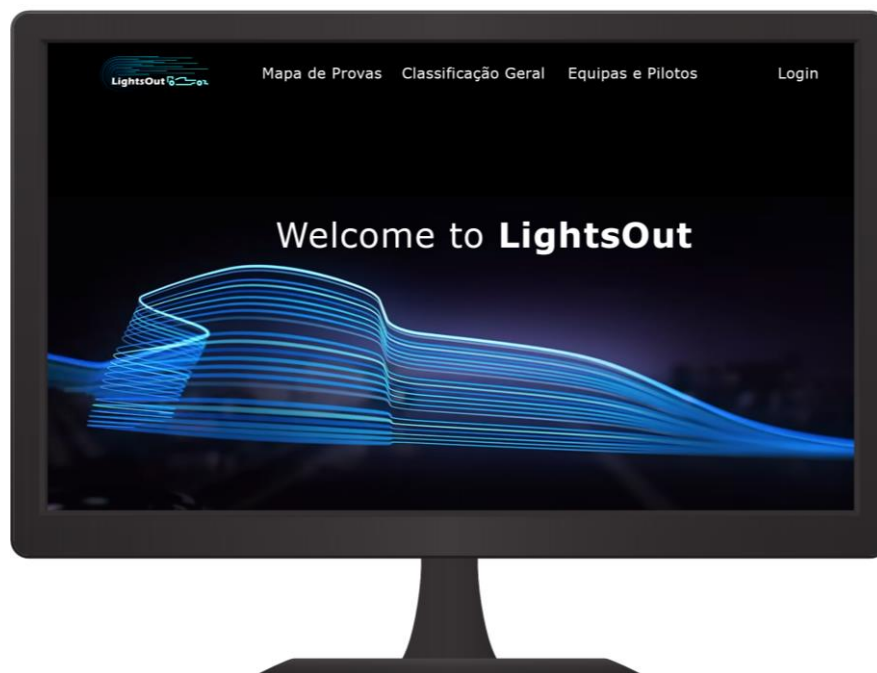 LightsOut
Mapa de Provas Classificação Geral Equipas e Pilotos Login
Welcome to LightsOut